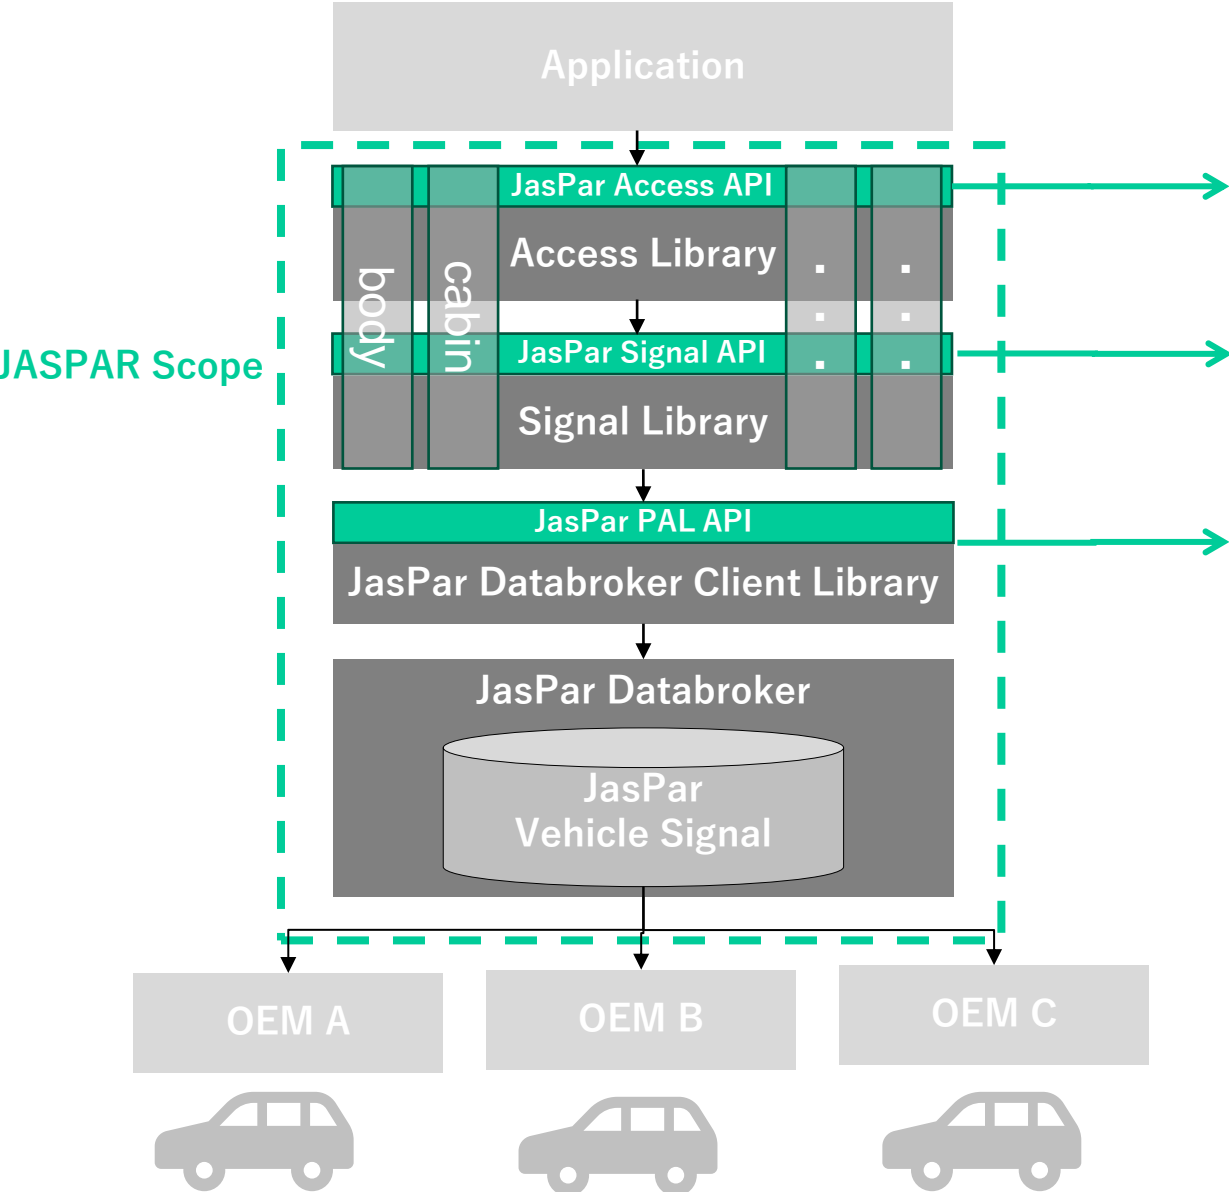 Application
JasPar Access API
Access Library
body
cabin
JasPar Signal API
JASPAR Scope
Signal Library
JasPar PAL API
JasPar Databroker Client Library
JasPar Databroker
JasPar
Vehicle Signal
OEM A
OEM B
OEM C